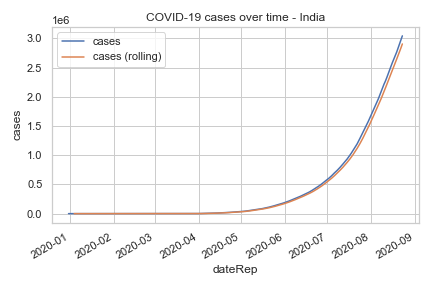 COVID-19 cases over time - India
1e6
cases
cases (rolling)
3.0
2.5
2.0
1.5
1.0
0.5
0.0
cases
2020-01
2020-02
2020-03
2020-04
2020-05
2020-06
2020-07
2020-08
2020-09
dateRep